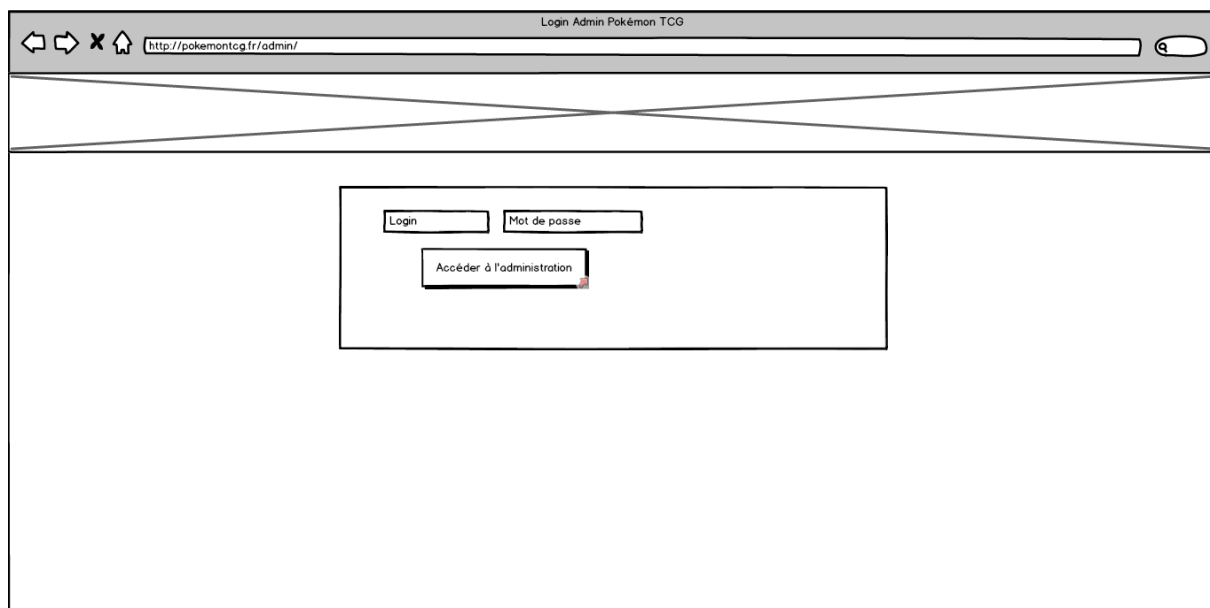 Login Admin Pokémon TCG
http://pokemontcg.fr/admin/
Login
Mot de passe
Accéder à l'administration